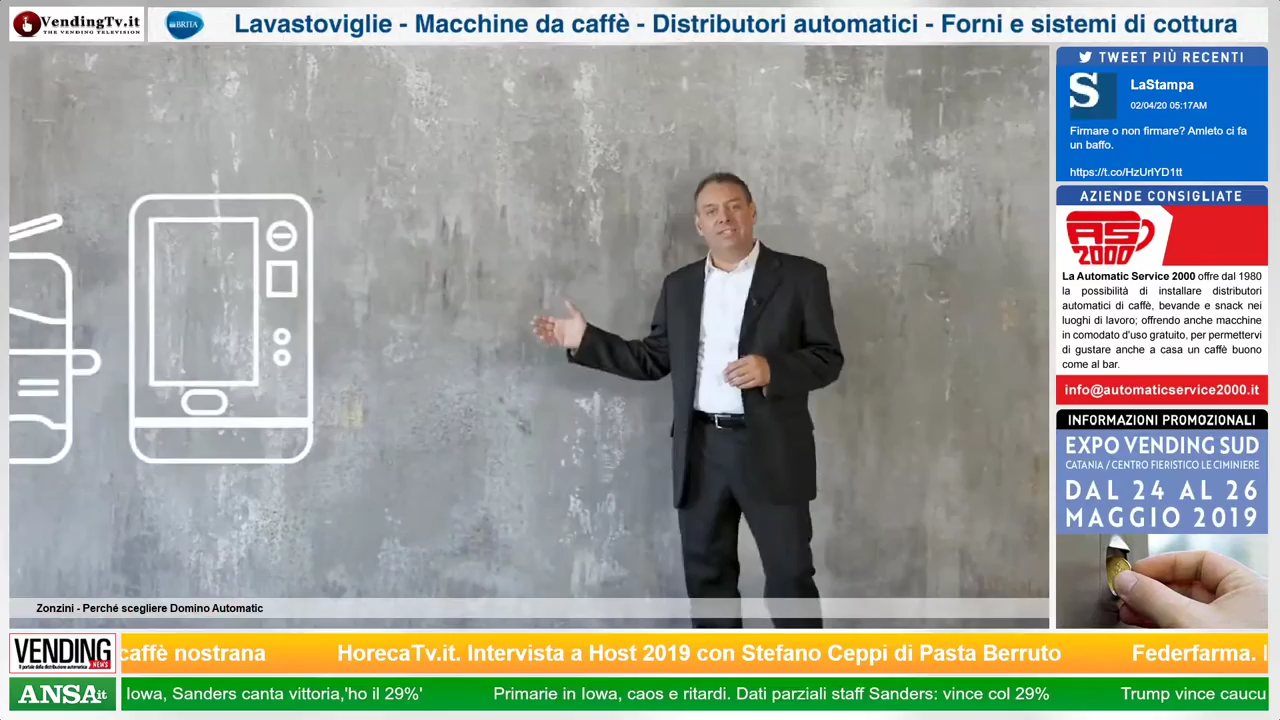 VendingTv.it
THE VENDING TELEVISION
BRITA
Lavastoviglie - Macchine da caffè - Distributori automatici - Forni e sistemi di cottura
TWEET PIÙ RECENTI
S
LaStampa
02/04/20 05:17AM
Firmare o non firmare? Amleto ci fa
un baffo.
https://t.co/HzUrlYD1tt
AZIENDE CONSIGLIATE
AS
2000
La Automatic Service 2000 offre dal 1980
la possibilità di installare distributori
automatici di caffè, bevande e snack nei
luoghi di lavoro; offrendo anche macchine
in comodato d'uso gratuito, per permettervi
di gustare anche a casa un caffè buono
come al bar.
info@automaticservice2000.it
INFORMAZIONI PROMOZIONALI
EXPO VENDING SUD
CATANIA / CENTRO FIERISTICO LE CIMINIERE
DAL 24 AL 26
MAGGIO 2019
Zonzini - Perché scegliere Domino Automatic
VENDING
NEWS
Il portale della distribuzione automatica
caffè nostrana HorecaTv.it. Intervista a Host 2019 con Stefano Ceppi di Pasta Berruto Federfarma.
ANSAit
Iowa, Sanders canta vittoria,'ho il 29%' Primarie in Iowa, caos e ritardi. Dati parziali staff Sanders: vince col 29% Trump vince caucu